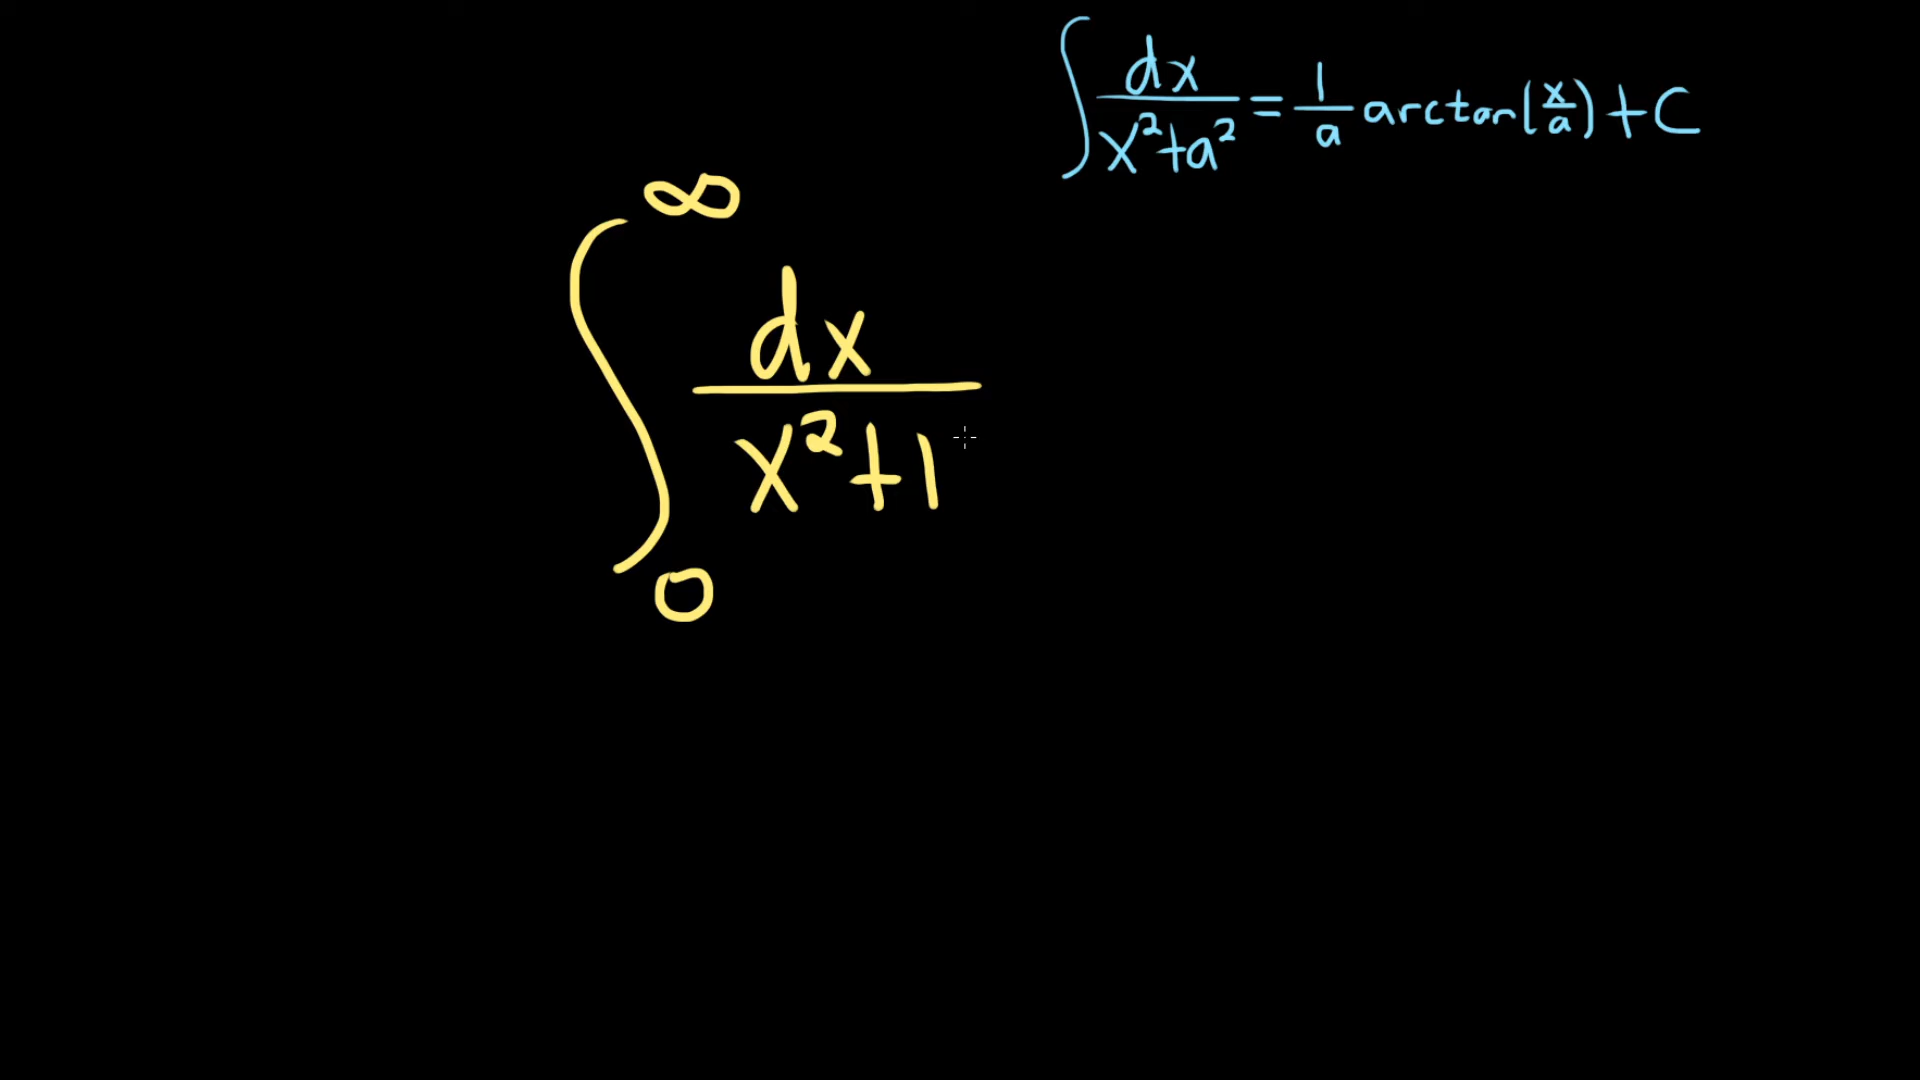 ∫ dx/(x²+a²) = 1/a arctan(x/a) + C
∫₀^∞ dx/(x²+1)